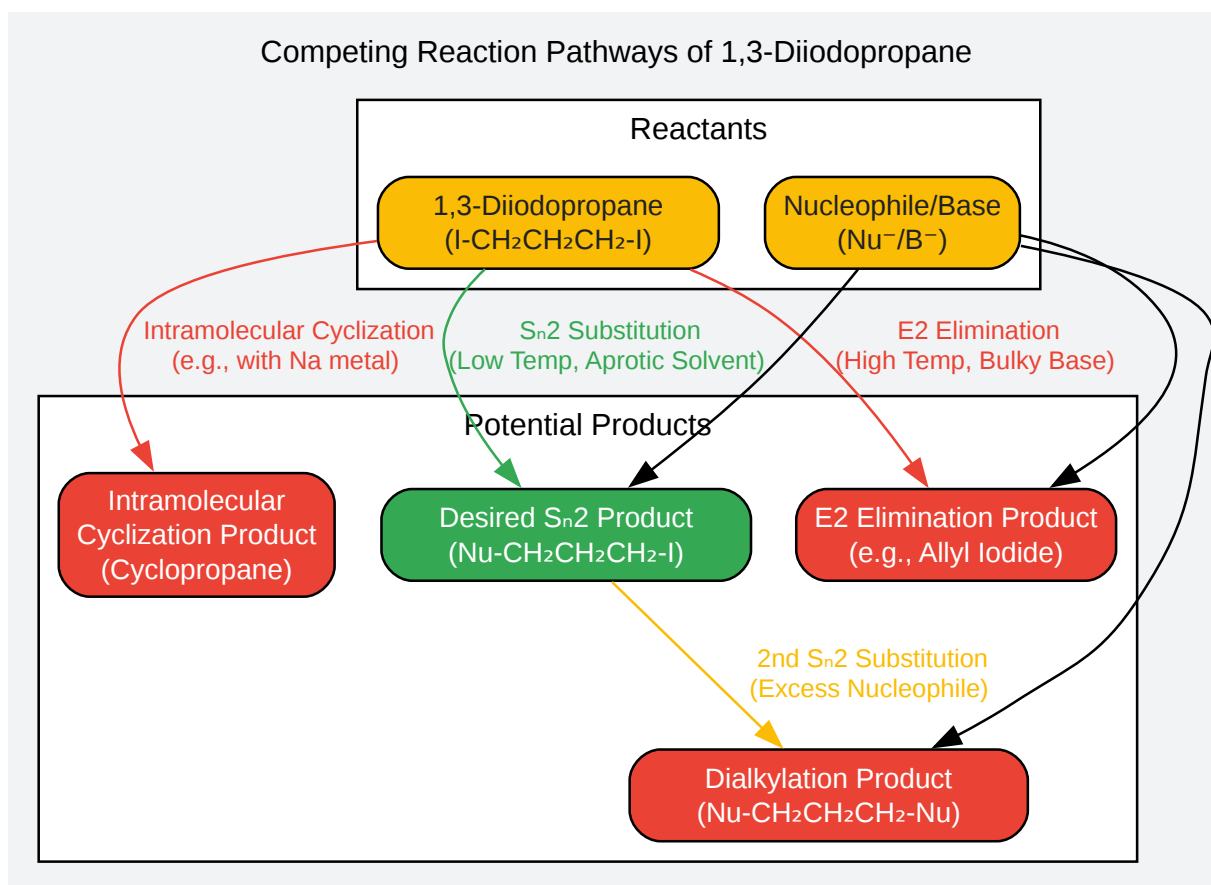 Competing Reaction Pathways of 1,3-Diiodopropane
Reactants
1,3-Diiodopropane
(I-CH₂CH₂CH₂-I)
Nucleophile/Base
(Nu⁻/B⁻)
Intramolecular Cyclization
(e.g., with Na metal)
Sₙ2 Substitution
(Low Temp, Aprotic Solvent)
E2 Elimination
(High Temp, Bulky Base)
Potential Products
Intramolecular
Cyclization Product
(Cyclopropane)
Desired Sₙ2 Product
(Nu-CH₂CH₂CH₂-I)
E2 Elimination Product
(e.g., Allyl Iodide)
2nd Sₙ2 Substitution
(Excess Nucleophile)
Dialkylation Product
(Nu-CH₂CH₂CH₂-Nu)